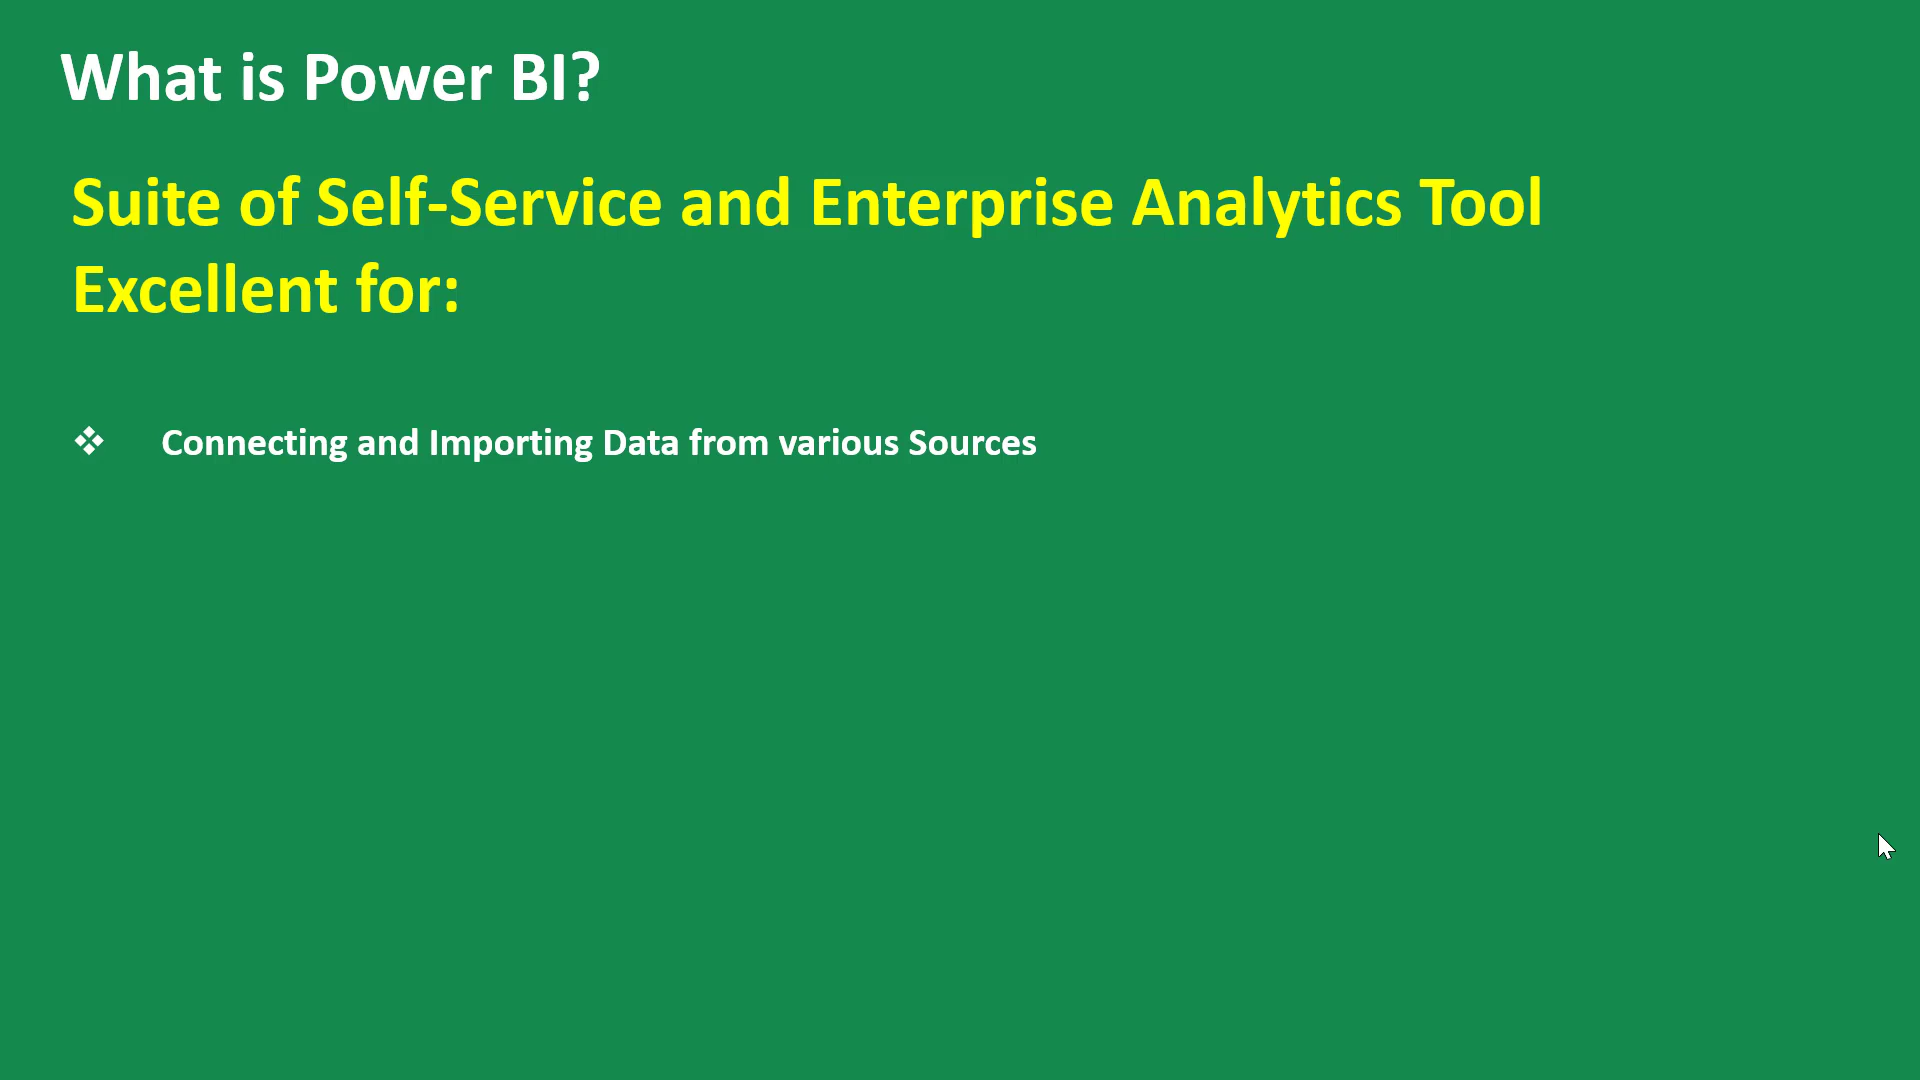 What is Power BI?
Suite of Self-Service and Enterprise Analytics Tool
Excellent for:
❖ Connecting and Importing Data from various Sources